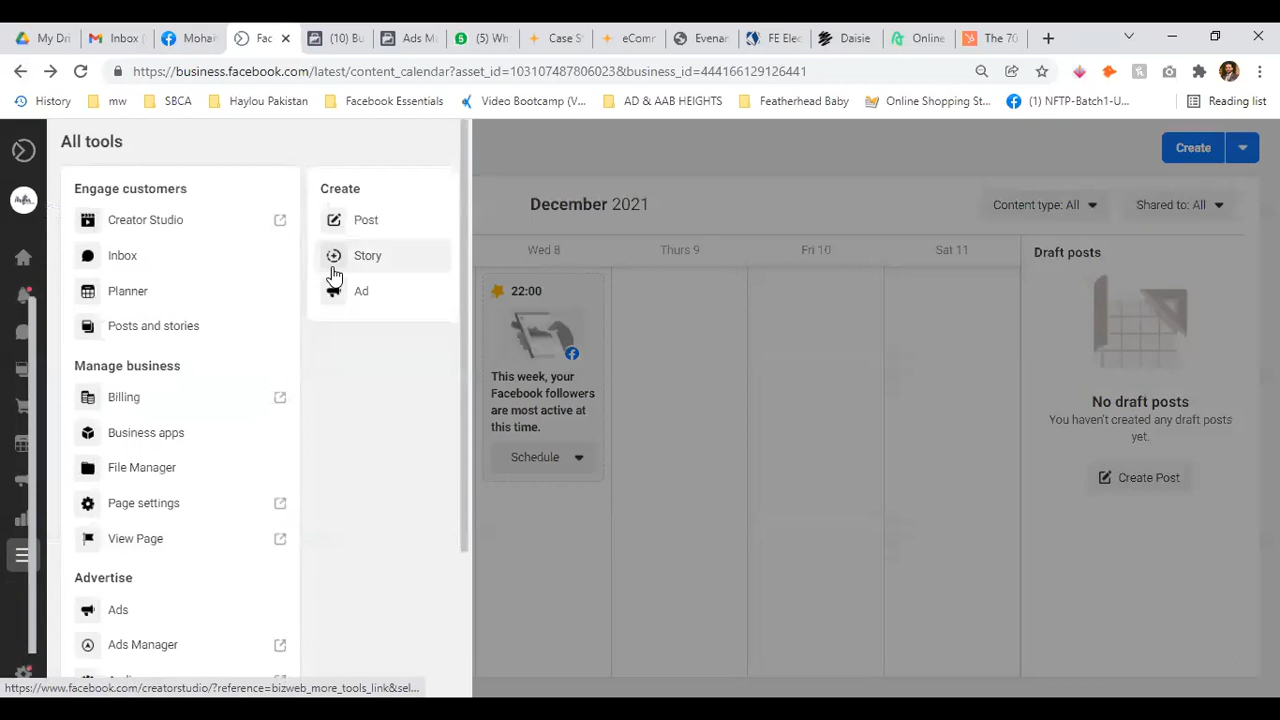 My Dri
Inbox (
Mohan
Fac
(10) Bu
Ads Ma
(5) Wh
Case S
eComr
Evenar
FE Elec
Daisie
Online
The 70
https://business.facebook.com/latest/content_calendar?asset_id=103107487806023&business_id=444166129126441
History
mw
SBCA
Haylou Pakistan
Facebook Essentials
Video Bootcamp (V...
AD & AAB HEIGHTS
Featherhead Baby
Online Shopping St...
(1) NFTP-Batch1-U...
Reading list
All tools
Engage customers
Creator Studio
Inbox
Planner
Posts and stories
Manage business
Billing
Business apps
File Manager
Page settings
View Page
Advertise
Ads
Ads Manager
Create
Post
Story
Ad
Create
December 2021
Content type: All
Shared to: All
Wed 8
Thurs 9
Fri 10
Sat 11
22:00
This week, your
Facebook followers
are most active at
this time.
Schedule
Draft posts
No draft posts
You haven't created any draft posts
yet.
Create Post
https://www.facebook.com/creatorstudio/?reference=bizweb_more_tools_link&sel...